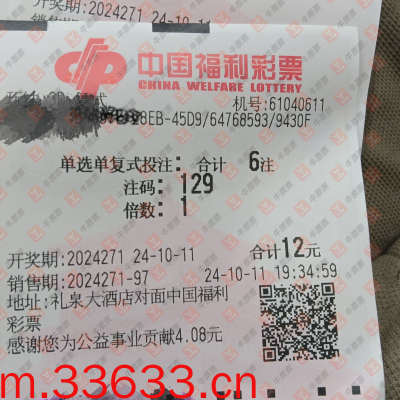 开奖期:2024271 24-10-11
中国福利彩票
CHINA WELFARE LOTTERY
机号:61040611
8EB-45D9/64768593/9430F
单选单复式投注: 合计 6注
注码: 129
倍数: 1
开奖期:2024271 24-10-11 合计12元
销售期:2024271-97 24-10-11 19:34:59
地址:礼泉大酒店对面中国福利
彩票
感谢您为公益事业贡献4.08元
m.33633.cn